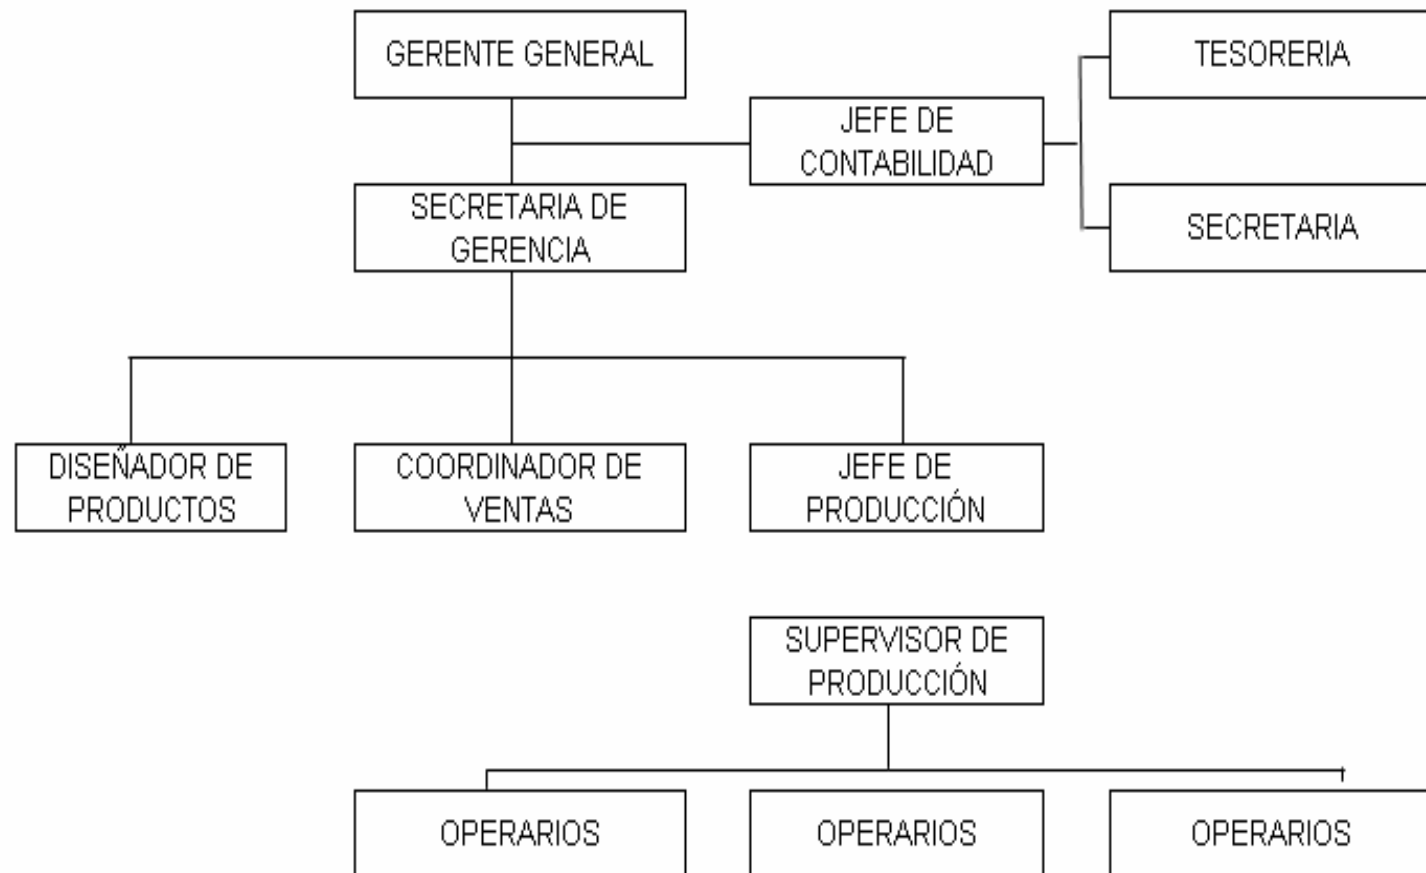 GERENTE GENERAL
TESORERIA
JEFE DE
CONTABILIDAD
SECRETARIA DE
GERENCIA
SECRETARIA
DISEÑADOR DE
PRODUCTOS
COORDINADOR DE
VENTAS
JEFE DE
PRODUCCIÓN
SUPERVISOR DE
PRODUCCIÓN
OPERARIOS
OPERARIOS
OPERARIOS